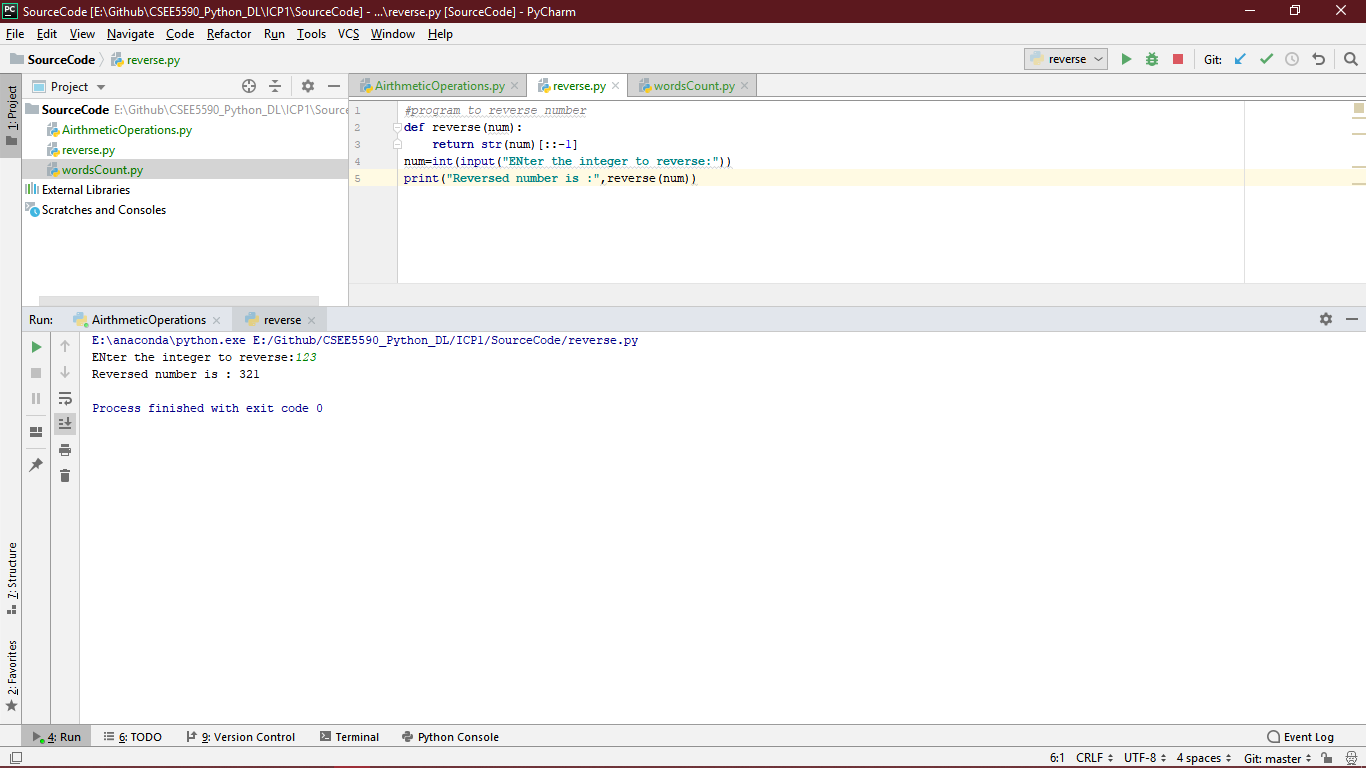 SourceCode [E:\Github\CSEE5590_Python_DL\ICP1\SourceCode] - ...\reverse.py [SourceCode] - PyCharm
File Edit View Navigate Code Refactor Run Tools VCS Window Help
SourceCode reverse.py reverse Git:
1: Project
Project
SourceCode E:\Github\CSEE5590_Python_DL\ICP1\Source
AirthmeticOperations.py
reverse.py
wordsCount.py
External Libraries
Scratches and Consoles
AirthmeticOperations.py reverse.py wordsCount.py
1 #program to reverse number
2 def reverse(num):
3 return str(num)[::-1]
4 num=int(input("ENter the integer to reverse:"))
5 print("Reversed number is :",reverse(num))
Run: AirthmeticOperations reverse
E:\anaconda\python.exe E:/Github/CSEE5590_Python_DL/ICP1/SourceCode/reverse.py
ENter the integer to reverse:123
Reversed number is : 321
Process finished with exit code 0
7: Structure
2: Favorites
4: Run 6: TODO 9: Version Control Terminal Python Console Event Log
6:1 CRLF UTF-8 4 spaces Git: master